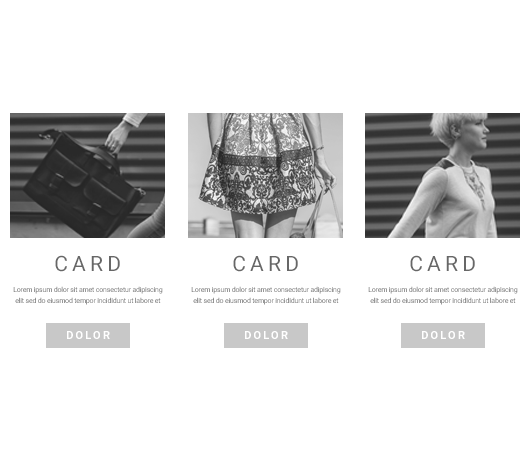 CARD
Lorem ipsum dolor sit amet consectetur adipiscing
elit sed do eiusmod tempor incididunt ut labore et
DOLOR
CARD
Lorem ipsum dolor sit amet consectetur adipiscing
elit sed do eiusmod tempor incididunt ut labore et
DOLOR
CARD
Lorem ipsum dolor sit amet consectetur adipiscing
elit sed do eiusmod tempor incididunt ut labore et
DOLOR